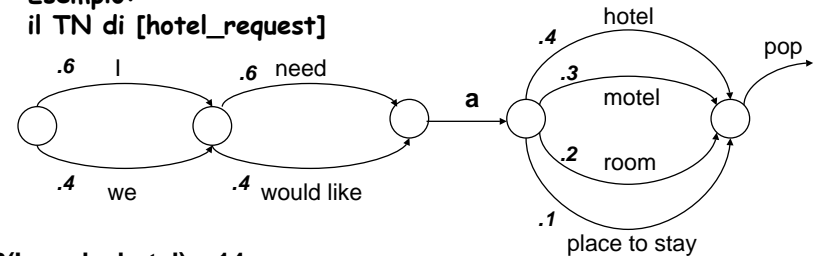 il TN di [hotel_request]
.6 I
.6 need
.4 we
.4 would like
a
.4 hotel
.3 motel
.2 room
.1 place to stay
pop